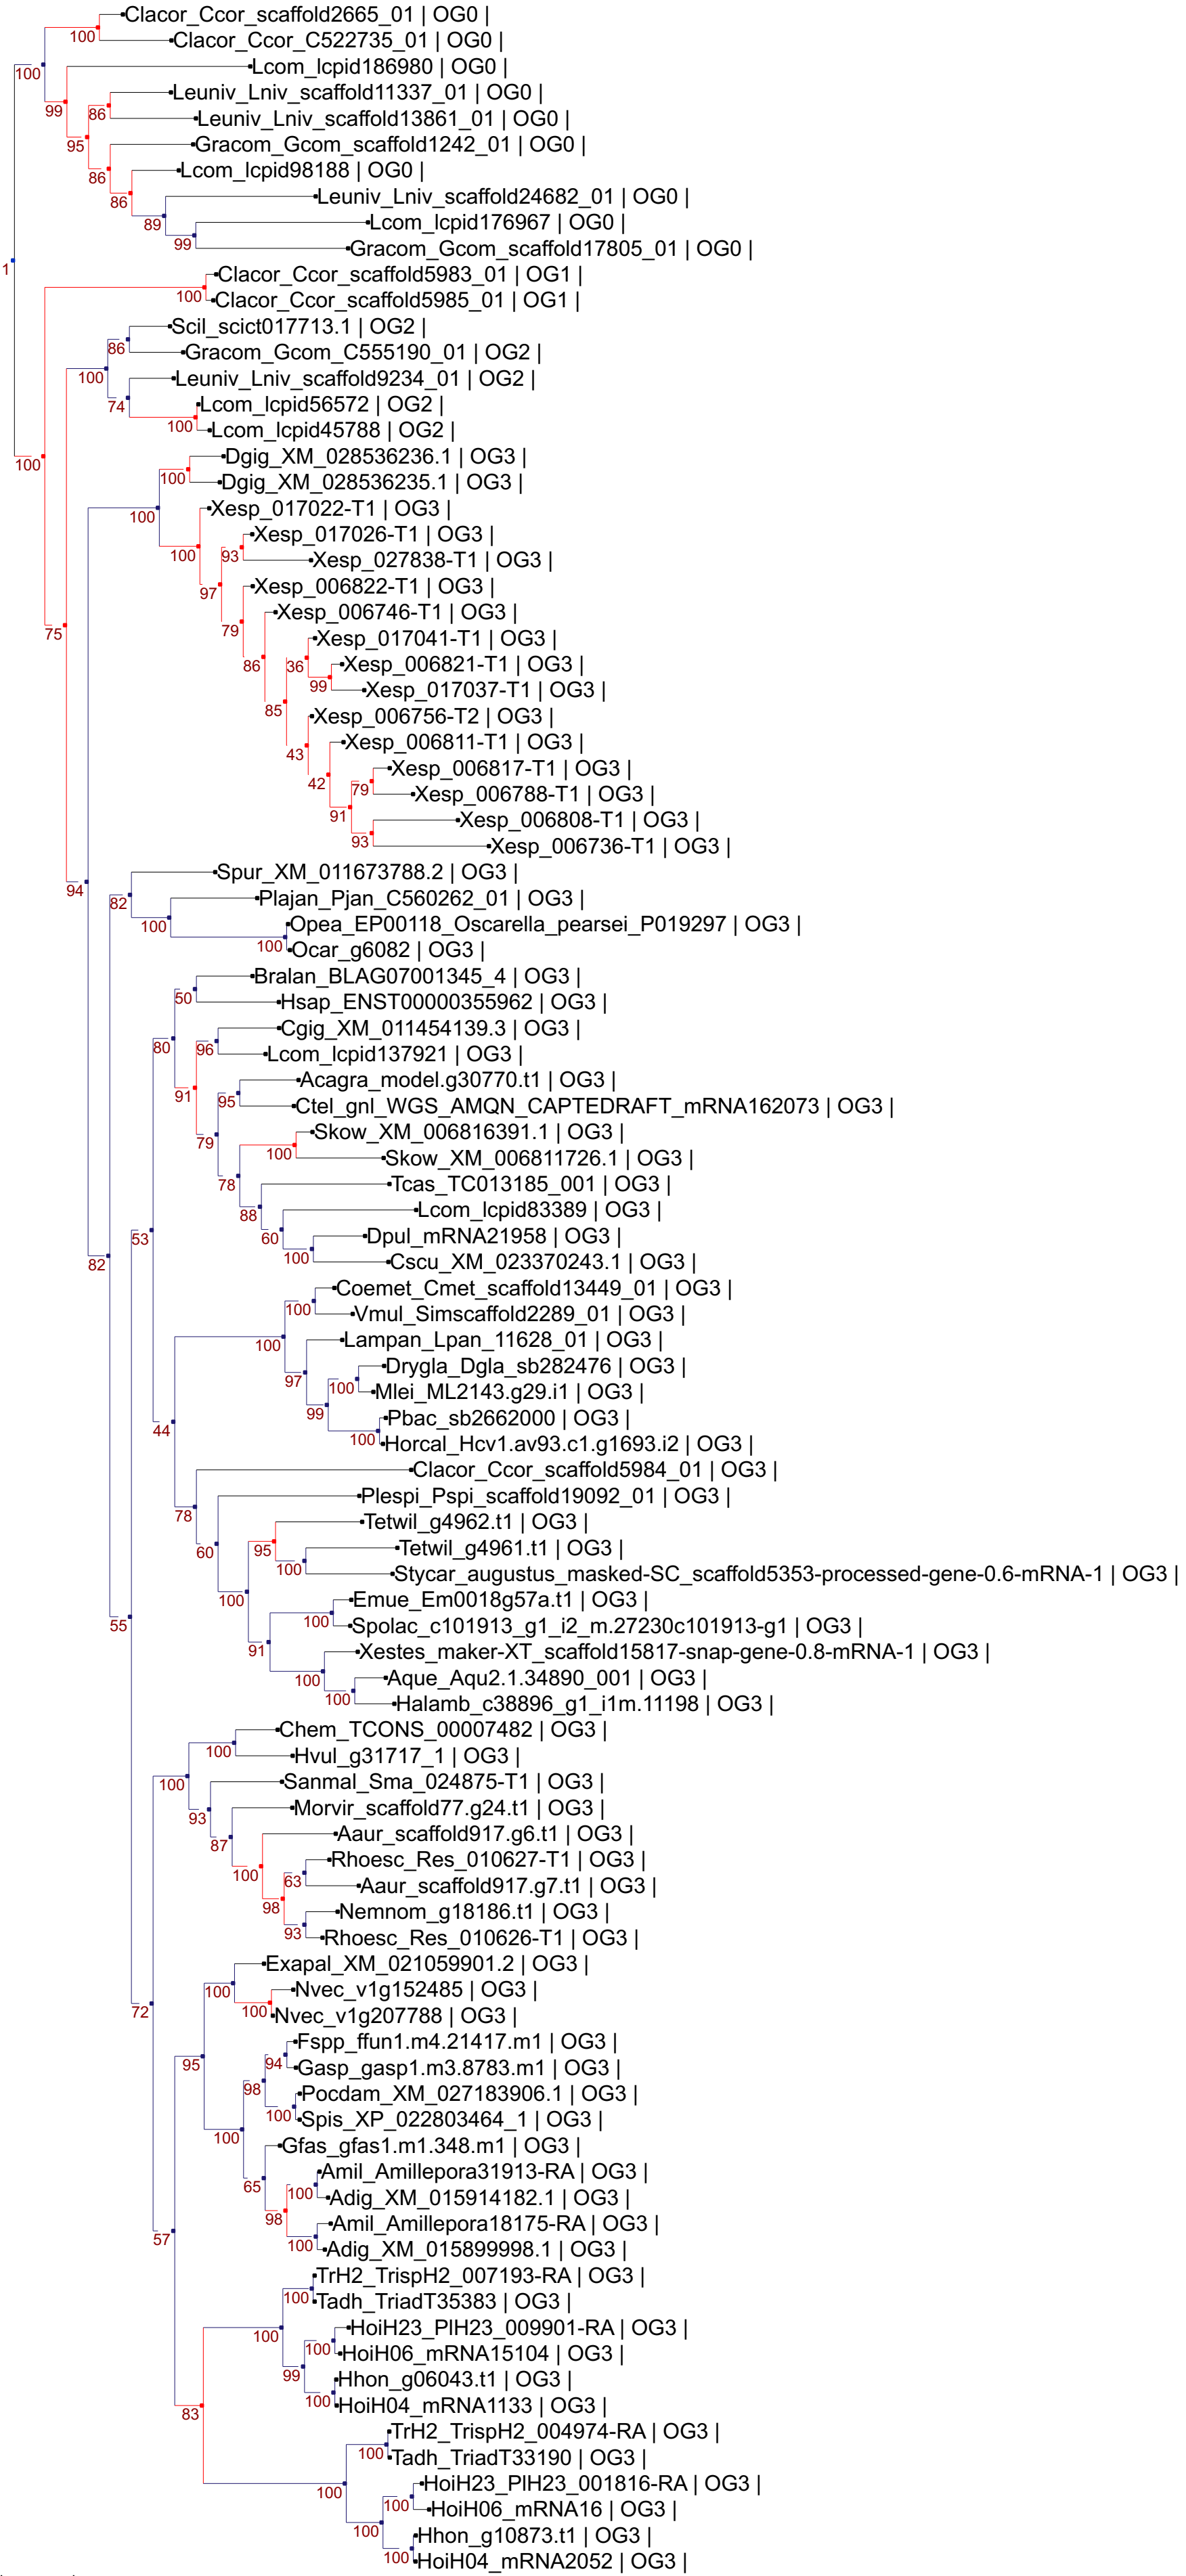 Clacor_Ccor_scaffold2665_01 | OG0 |
100
Clacor_Ccor_C522735_01 | OG0 |
100
Lcom_lcpid186980 | OG0 |
99
Leuniv_Lniv_scaffold11337_01 | OG0 |
86
Leuniv_Lniv_scaffold13861_01 | OG0 |
95
Gracom_Gcom_scaffold1242_01 | OG0 |
86
Lcom_lcpid98188 | OG0 |
86
Leuniv_Lniv_scaffold24682_01 | OG0 |
89
Lcom_lcpid176967 | OG0 |
99
Gracom_Gcom_scaffold17805_01 | OG0 |
1
Clacor_Ccor_scaffold5983_01 | OG1 |
100
Clacor_Ccor_scaffold5985_01 | OG1 |
Scil_scict017713.1 | OG2 |
86
Gracom_Gcom_C555190_01 | OG2 |
100
Leuniv_Lniv_scaffold9234_01 | OG2 |
74
Lcom_lcpid56572 | OG2 |
100
Lcom_lcpid45788 | OG2 |
100
Dgig_XM_028536236.1 | OG3 |
100
Dgig_XM_028536235.1 | OG3 |
100
Xesp_017022-T1 | OG3 |
100
Xesp_017026-T1 | OG3 |
93
Xesp_027838-T1 | OG3 |
97
Xesp_006822-T1 | OG3 |
79
Xesp_006746-T1 | OG3 |
75
Xesp_017041-T1 | OG3 |
86
36
Xesp_006821-T1 | OG3 |
99
Xesp_017037-T1 | OG3 |
85
Xesp_006756-T2 | OG3 |
43
Xesp_006811-T1 | OG3 |
42
Xesp_006817-T1 | OG3 |
79
Xesp_006788-T1 | OG3 |
91
Xesp_006808-T1 | OG3 |
93
Xesp_006736-T1 | OG3 |
Spur_XM_011673788.2 | OG3 |
94
82
Plajan_Pjan_C560262_01 | OG3 |
100
Opea_EP00118_Oscarella_pearsei_P019297 | OG3 |
100
Ocar_g6082 | OG3 |
Bralan_BLAG07001345_4 | OG3 |
50
Hsap_ENST00000355962 | OG3 |
Cgig_XM_011454139.3 | OG3 |
80
96
Lcom_lcpid137921 | OG3 |
Acagra_model.g30770.t1 | OG3 |
91
95
Ctel_gnl_WGS_AMQN_CAPTEDRAFT_mRNA162073 | OG3 |
Skow_XM_006816391.1 | OG3 |
79
100
Skow_XM_006811726.1 | OG3 |
78
Tcas_TC013185_001 | OG3 |
88
Lcom_lcpid83389 | OG3 |
53
60
Dpul_mRNA21958 | OG3 |
100
82
Cscu_XM_023370243.1 | OG3 |
Coemet_Cmet_scaffold13449_01 | OG3 |
100
Vmul_Simscaffold2289_01 | OG3 |
100
Lampan_Lpan_11628_01 | OG3 |
Drygla_Dgla_sb282476 | OG3 |
97
100
Mlei_ML2143.g29.i1 | OG3 |
99
Pbac_sb2662000 | OG3 |
44
100
Horcal_Hcv1.av93.c1.g1693.i2 | OG3 |
Clacor_Ccor_scaffold5984_01 | OG3 |
Plespi_Pspi_scaffold19092_01 | OG3 |
78
Tetwil_g4962.t1 | OG3 |
60
95
Tetwil_g4961.t1 | OG3 |
100
Stycar_augustus_masked-SC_scaffold5353-processed-gene-0.6-mRNA-1 | OG3 |
100
Emue_Em0018g57a.t1 | OG3 |
100
Spolac_c101913_g1_i2_m.27230c101913-g1 | OG3 |
55
91
Xestes_maker-XT_scaffold15817-snap-gene-0.8-mRNA-1 | OG3 |
100
Aque_Aqu2.1.34890_001 | OG3 |
100
Halamb_c38896_g1_i1m.11198 | OG3 |
Chem_TCONS_00007482 | OG3 |
100
Hvul_g31717_1 | OG3 |
100
Sanmal_Sma_024875-T1 | OG3 |
93
Morvir_scaffold77.g24.t1 | OG3 |
87
Aaur_scaffold917.g6.t1 | OG3 |
100
Rhoesc_Res_010627-T1 | OG3 |
63
Aaur_scaffold917.g7.t1 | OG3 |
98
Nemnom_g18186.t1 | OG3 |
93
Rhoesc_Res_010626-T1 | OG3 |
Exapal_XM_021059901.2 | OG3 |
100
Nvec_v1g152485 | OG3 |
72
100
Nvec_v1g207788 | OG3 |
Fspp_ffun1.m4.21417.m1 | OG3 |
95
94
Gasp_gasp1.m3.8783.m1 | OG3 |
98
Pocdam_XM_027183906.1 | OG3 |
100
Spis_XP_022803464_1 | OG3 |
100
Gfas_gfas1.m1.348.m1 | OG3 |
Amil_Amillepora31913-RA | OG3 |
65
100
Adig_XM_015914182.1 | OG3 |
98
Amil_Amillepora18175-RA | OG3 |
57
100
Adig_XM_015899998.1 | OG3 |
TrH2_TrispH2_007193-RA | OG3 |
100
Tadh_TriadT35383 | OG3 |
HoiH23_PlH23_009901-RA | OG3 |
100
100
HoiH06_mRNA15104 | OG3 |
99
Hhon_g06043.t1 | OG3 |
100
HoiH04_mRNA1133 | OG3 |
83
TrH2_TrispH2_004974-RA | OG3 |
100
Tadh_TriadT33190 | OG3 |
HoiH23_PlH23_001816-RA | OG3 |
100
100
HoiH06_mRNA16 | OG3 |
100
Hhon_g10873.t1 | OG3 |
100
HoiH04_mRNA2052 | OG3 |